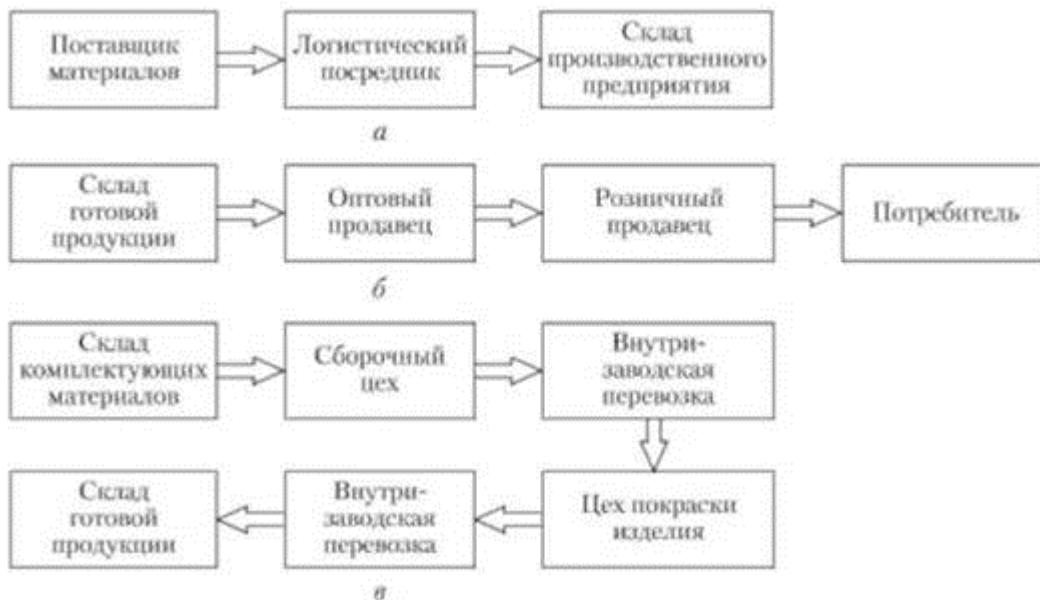 Поставщик
материалов
Логистический
посредник
Склад
производственного
предприятия
а
Склад
готовой
продукции
Оптовый
продавец
Розничный
продавец
Потребитель
б
Склад
комплектующих
материалов
Сборочный
цех
Внутри-
заводская
перевозка
Цех покраски
изделия
Внутри-
заводская
перевозка
Склад
готовой
продукции
в